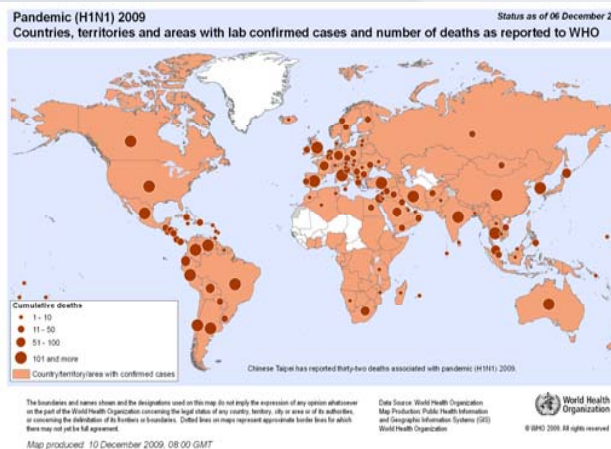 Pandemic (H1N1) 2009
Status as of 06 December 2
Countries, territories and areas with lab confirmed cases and number of deaths as reported to WHO
Cumulative deaths
1 - 10
11 - 50
51 - 100
101 and more
Country/territory/area with confirmed cases
Chinese Taipei has reported thirty-two deaths associated with pandemic (H1N1) 2009.
The boundaries and names shown and the designations used on this map do not imply the expression of any opinion whatsoever
on the part of the World Health Organization concerning the legal status of any country, territory, city or area or of its authorities,
or concerning the delimitation of its frontiers or boundaries. Dotted lines on maps represent approximate border lines for which
there may not yet be full agreement.
Data Source: World Health Organization
Map Production: Public Health Information
and Geographic Information Systems (GIS)
World Health Organization
World Health
Organization
© WHO 2009. All rights reserved
Map produced: 10 December 2009, 08:00 GMT